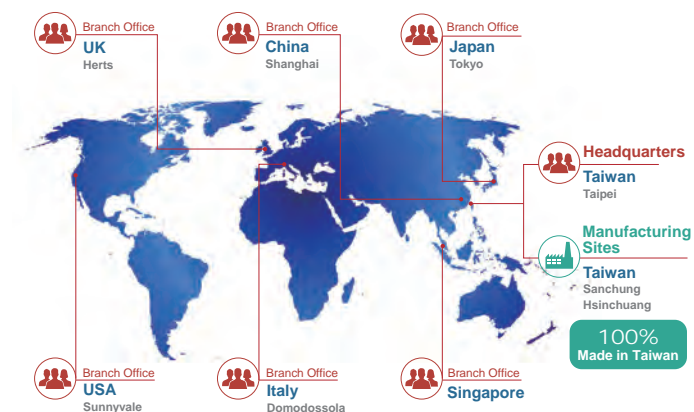 Branch Office
UK
Herts
Branch Office
China
Shanghai
Branch Office
Japan
Tokyo
Headquarters
Taiwan
Taipei
Manufacturing
Sites
Taiwan
Sanchung
Hsinchuang
100%
Made in Taiwan
Branch Office
USA
Sunnyvale
Branch Office
Italy
Domodossola
Branch Office
Singapore